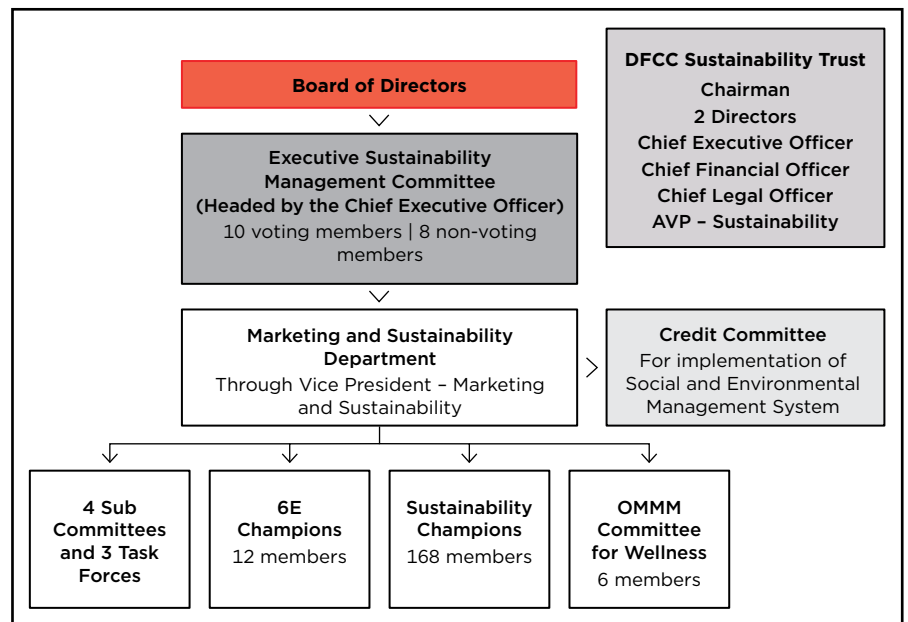 Board of Directors
Executive Sustainability
Management Committee
(Headed by the Chief Executive Officer)
10 voting members | 8 non-voting
members
DFCC Sustainability Trust
Chairman
2 Directors
Chief Executive Officer
Chief Financial Officer
Chief Legal Officer
AVP – Sustainability
Marketing and Sustainability
Department
Through Vice President – Marketing
and Sustainability
Credit Committee
For implementation of
Social and Environmental
Management System
4 Sub
Committees
and 3 Task
Forces
6E
Champions
12 members
Sustainability
Champions
168 members
OMMM
Committee
for Wellness
6 members